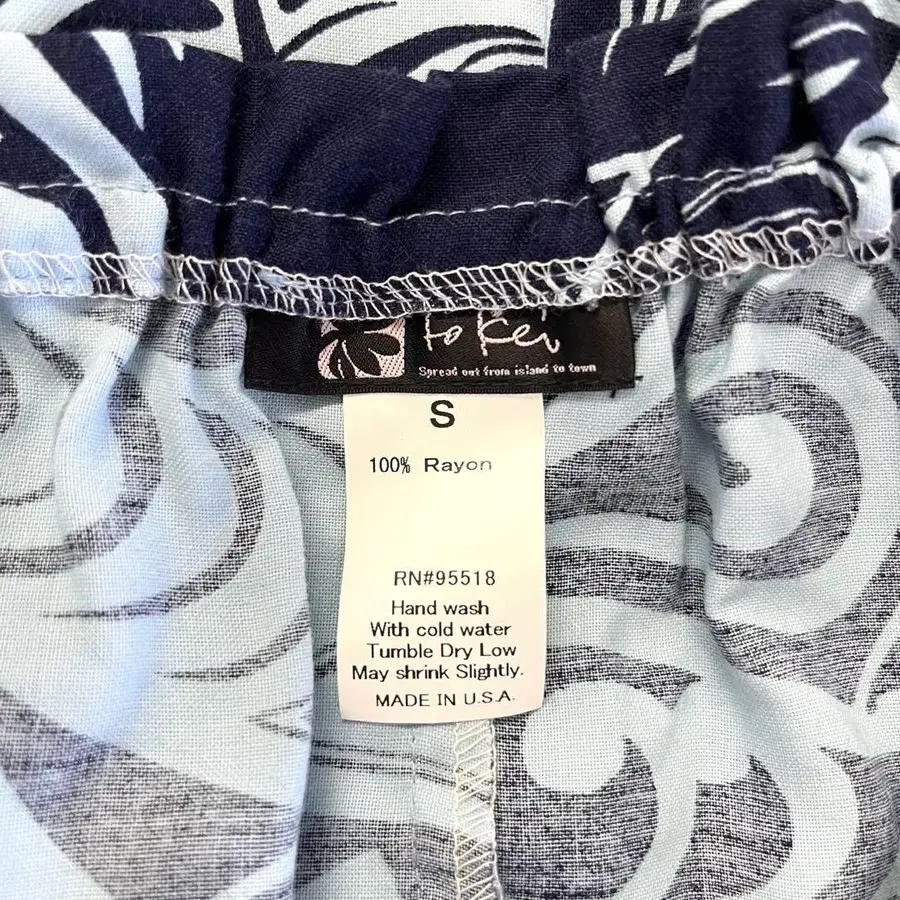 to Kei
Spread out from island to town
S
100% Rayon
RN#95518
Hand wash
With cold water
Tumble Dry Low
May shrink Slightly.
MADE IN U.S.A.